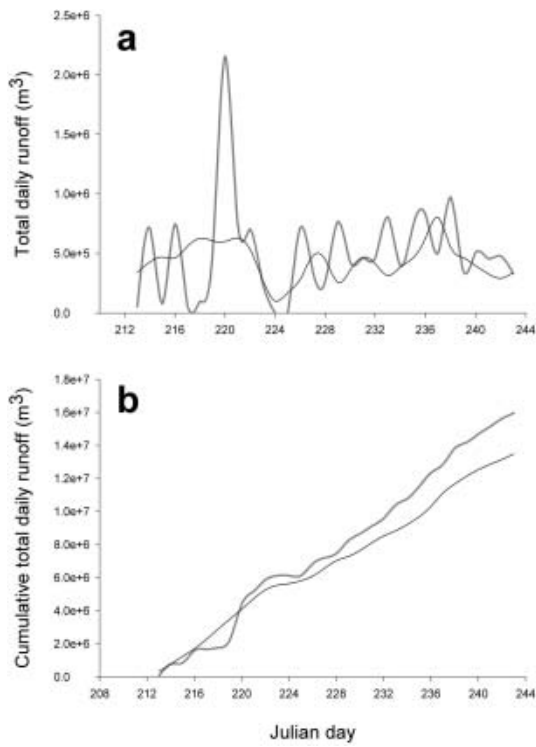 a
Total daily runoff (m³)
2.5e+6
2.0e+6
1.5e+6
1.0e+6
5.0e+5
0.0
212 216 220 224 228 232 236 240 244
b
Cumulative total daily runoff (m³)
1.8e+7
1.6e+7
1.4e+7
1.2e+7
1.0e+7
8.0e+6
6.0e+6
4.0e+6
2.0e+6
0.0
208 212 216 220 224 228 232 236 240 244
Julian day